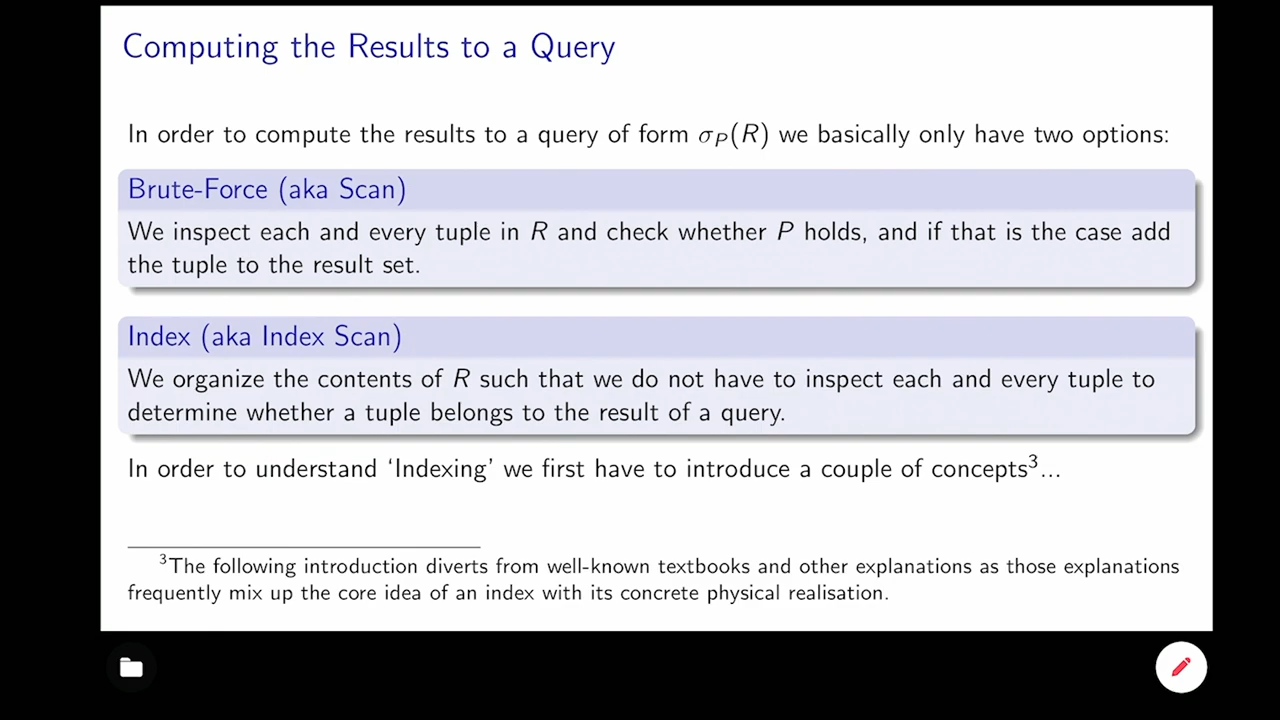 Computing the Results to a Query
In order to compute the results to a query of form σ_P(R) we basically only have two options:
Brute-Force (aka Scan)
We inspect each and every tuple in R and check whether P holds, and if that is the case add
the tuple to the result set.
Index (aka Index Scan)
We organize the contents of R such that we do not have to inspect each and every tuple to
determine whether a tuple belongs to the result of a query.
In order to understand ‘Indexing’ we first have to introduce a couple of concepts³...
³The following introduction diverts from well-known textbooks and other explanations as those explanations
frequently mix up the core idea of an index with its concrete physical realisation.